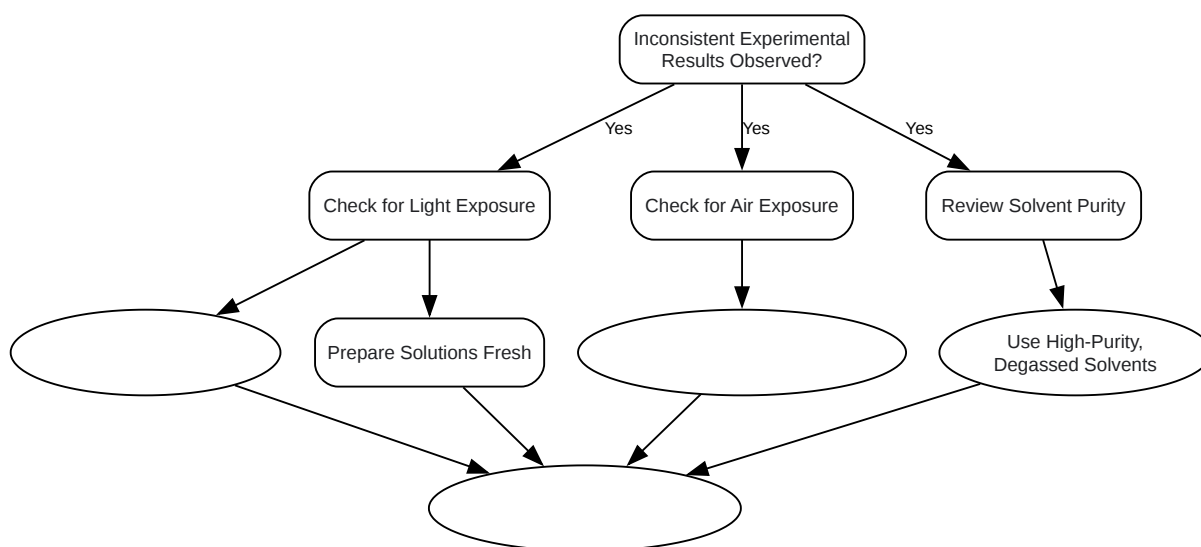 Inconsistent Experimental
Results Observed?
Yes
Yes
Yes
Check for Light Exposure
Check for Air Exposure
Review Solvent Purity
Prepare Solutions Fresh
Use High-Purity,
Degassed Solvents